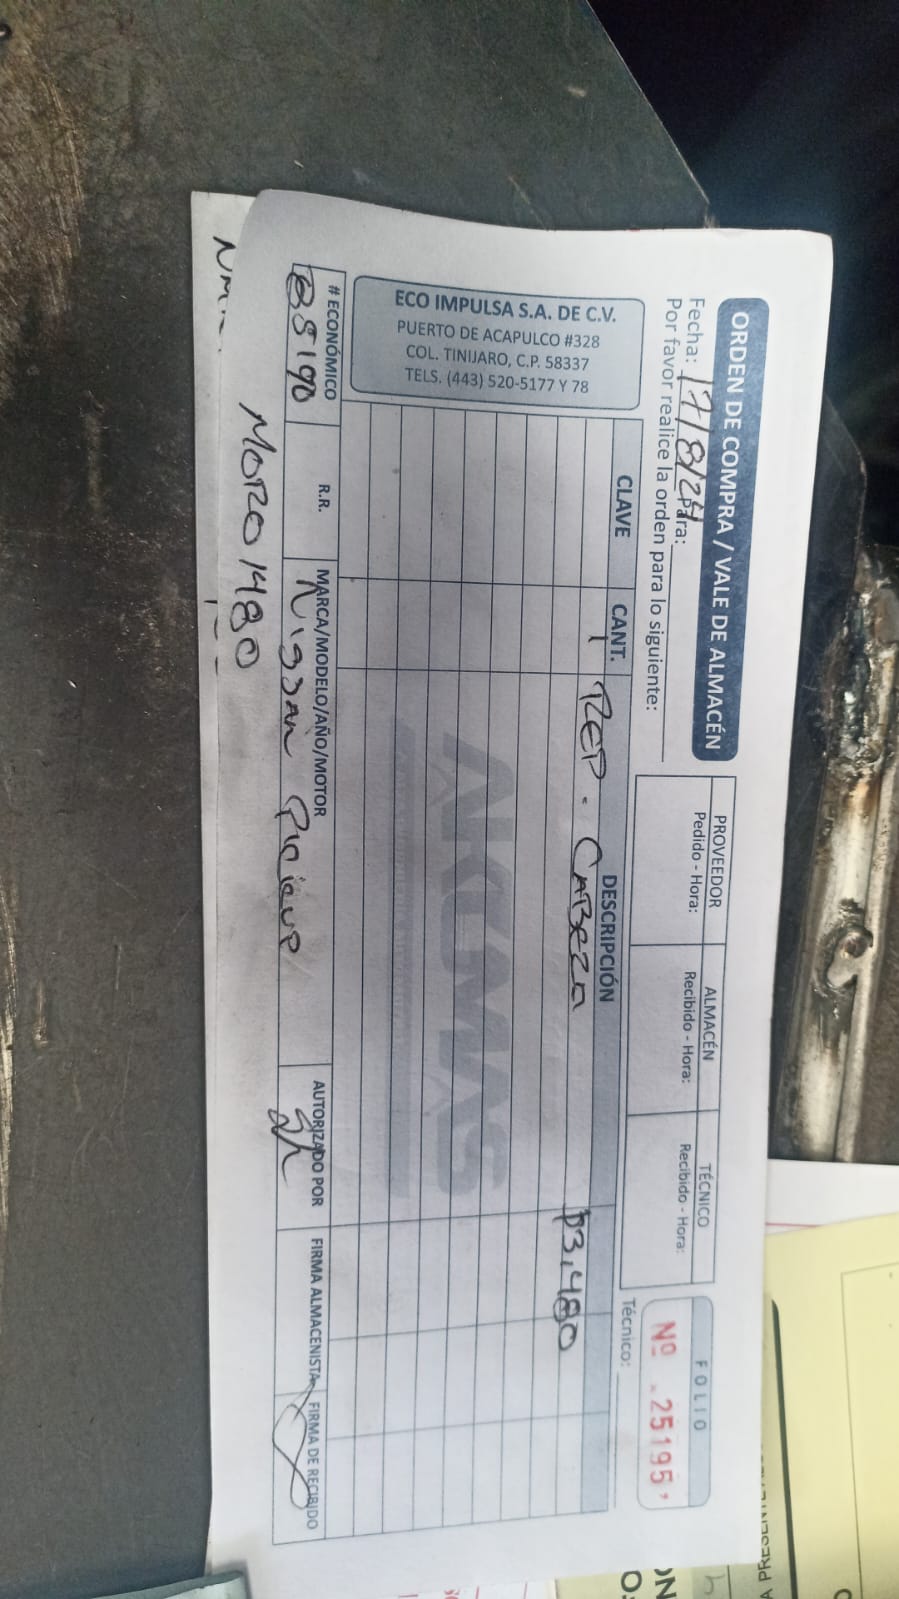 ORDEN DE COMPRA / VALE DE ALMACÉN
Fecha: 17/8/24 Para:
Por favor realice la orden para lo siguiente:
PROVEEDOR
Pedido - Hora:
ALMACÉN
Recibido - Hora:
TÉCNICO
Recibido - Hora:
FOLIO
Nº 25195
Técnico:
ECO IMPULSA S.A. DE C.V.
PUERTO DE ACAPULCO #328
COL. TINIJARO, C.P. 58337
TELS. (443) 520-5177 Y 78
CLAVE CANT. DESCRIPCIÓN
1 REP. CABEZA $3,480
AKUMAS
# ECONÓMICO R.R. MARCA/MODELO/AÑO/MOTOR AUTORIZADO POR FIRMA ALMACENISTA FIRMA DE RECIBIDO
Nissan Pickup
1480
A PRESENTE